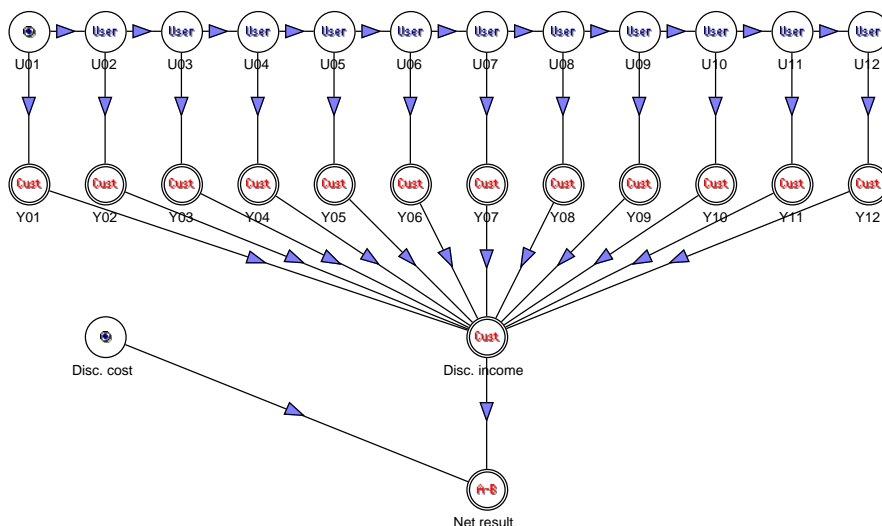 User User User User User User User User User User User
U01 U02 U03 U04 U05 U06 U07 U08 U09 U10 U11 U12
Cust Cust Cust Cust Cust Cust Cust Cust Cust Cust Cust Cust
Y01 Y02 Y03 Y04 Y05 Y06 Y07 Y08 Y09 Y10 Y11 Y12
Cust
Disc. cost Disc. income
A-B
Net result